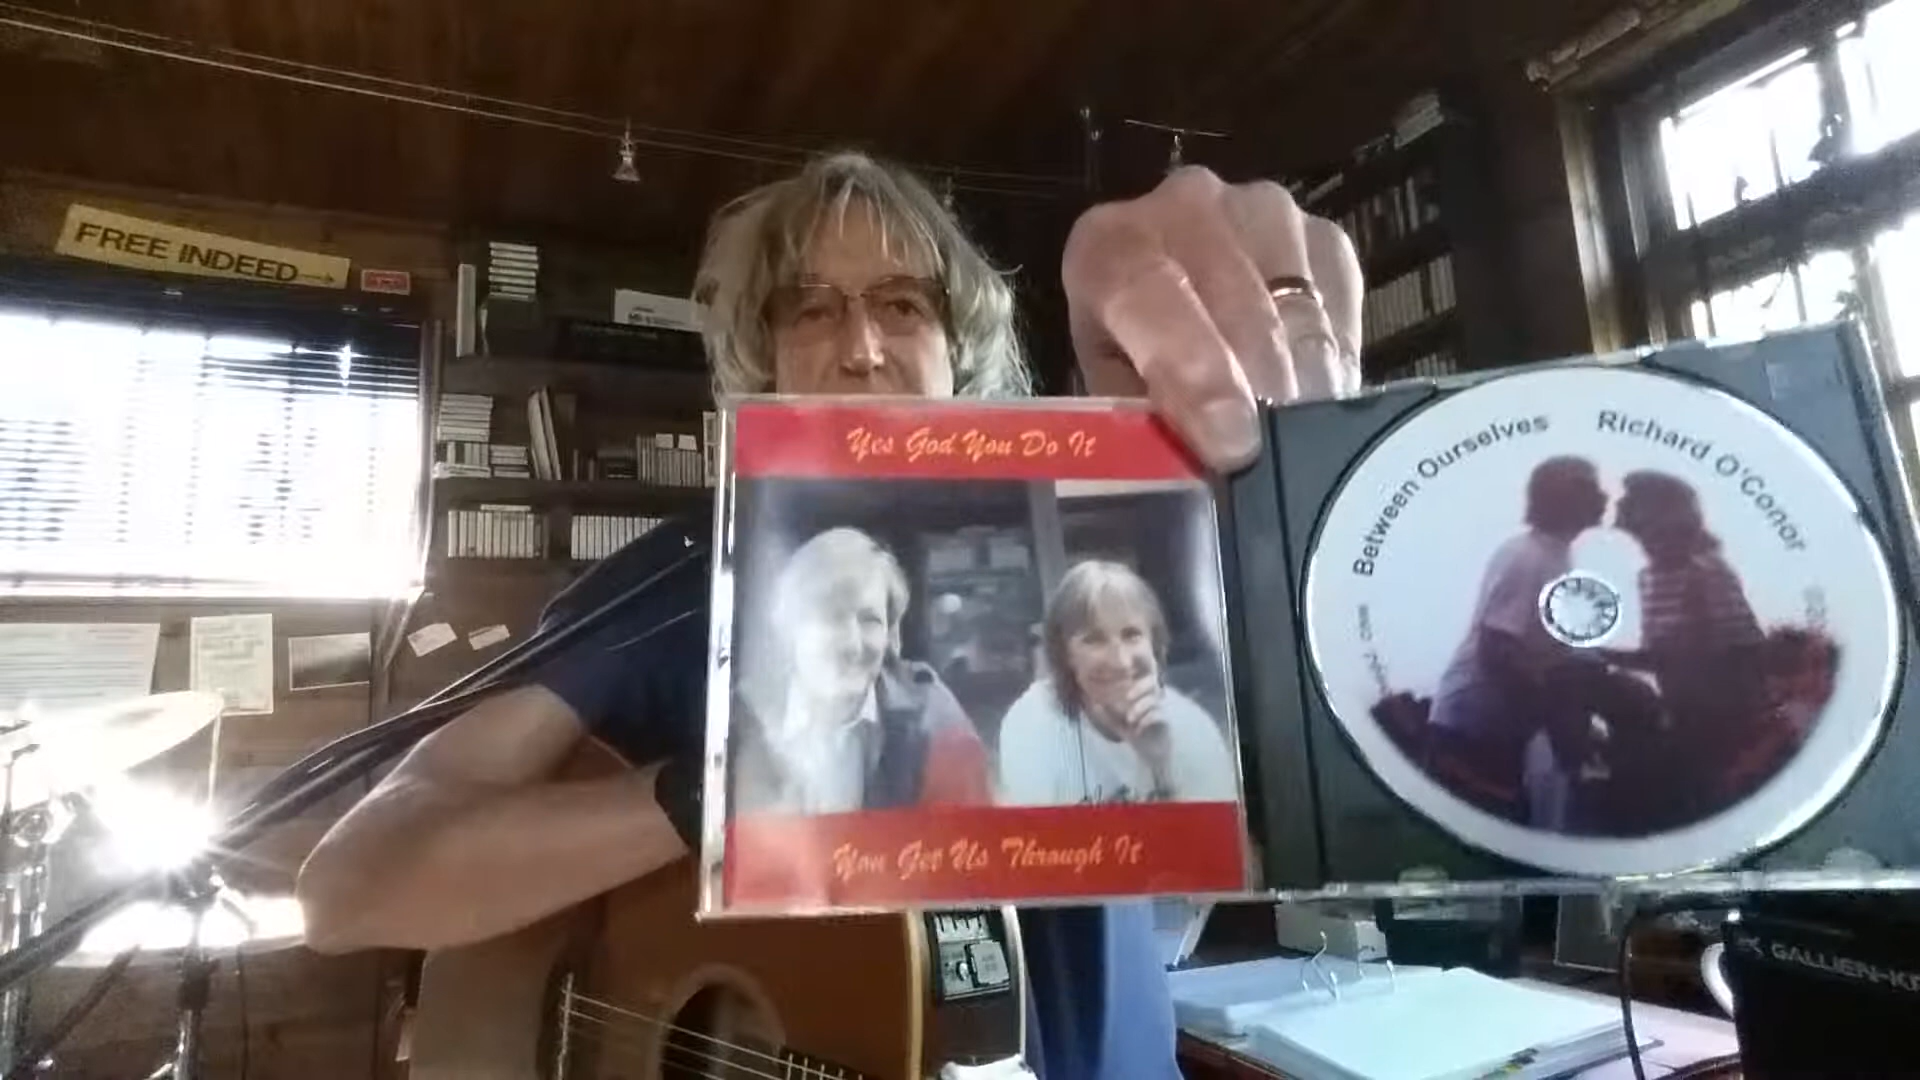 FREE INDEED
Yes God You Do It
You Get Us Through It
Between Ourselves
Richard O'Conor
GALLIEN-K